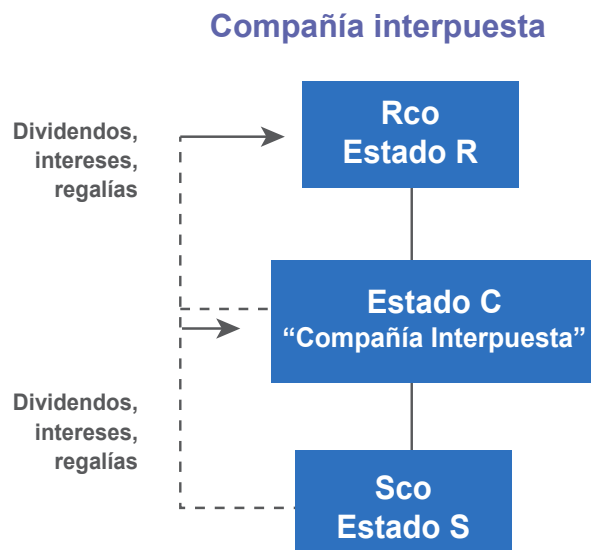 Compañía interpuesta
Rco
Estado R
Dividendos,
intereses,
regalías
Estado C
“Compañía Interpuesta”
Dividendos,
intereses,
regalías
Sco
Estado S